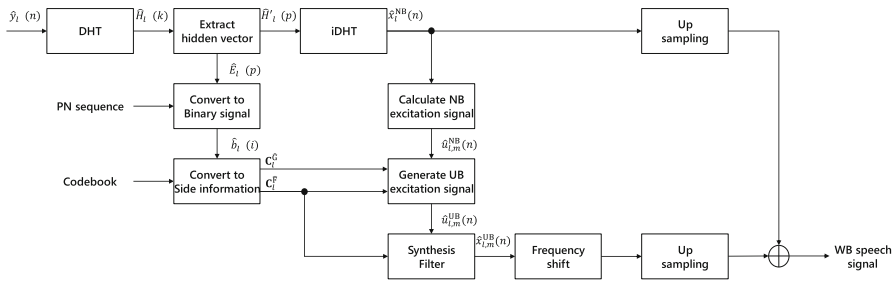 ŷ_l (n)
DHT
Ĥ_l (k)
Extract
hidden vector
Ĥ'_l (p)
iDHT
x̂_l^NB(n)
Up
sampling
Ê_l (p)
PN sequence
Convert to
Binary signal
Calculate NB
excitation signal
b̂_l (i)
û_{l,m}^NB(n)
Codebook
Convert to
Side information
C_l^Ĝ
C_l^F̂
Generate UB
excitation signal
û_{l,m}^UB(n)
Synthesis
Filter
x̂_{l,m}^UB(n)
Frequency
shift
Up
sampling
WB speech
signal